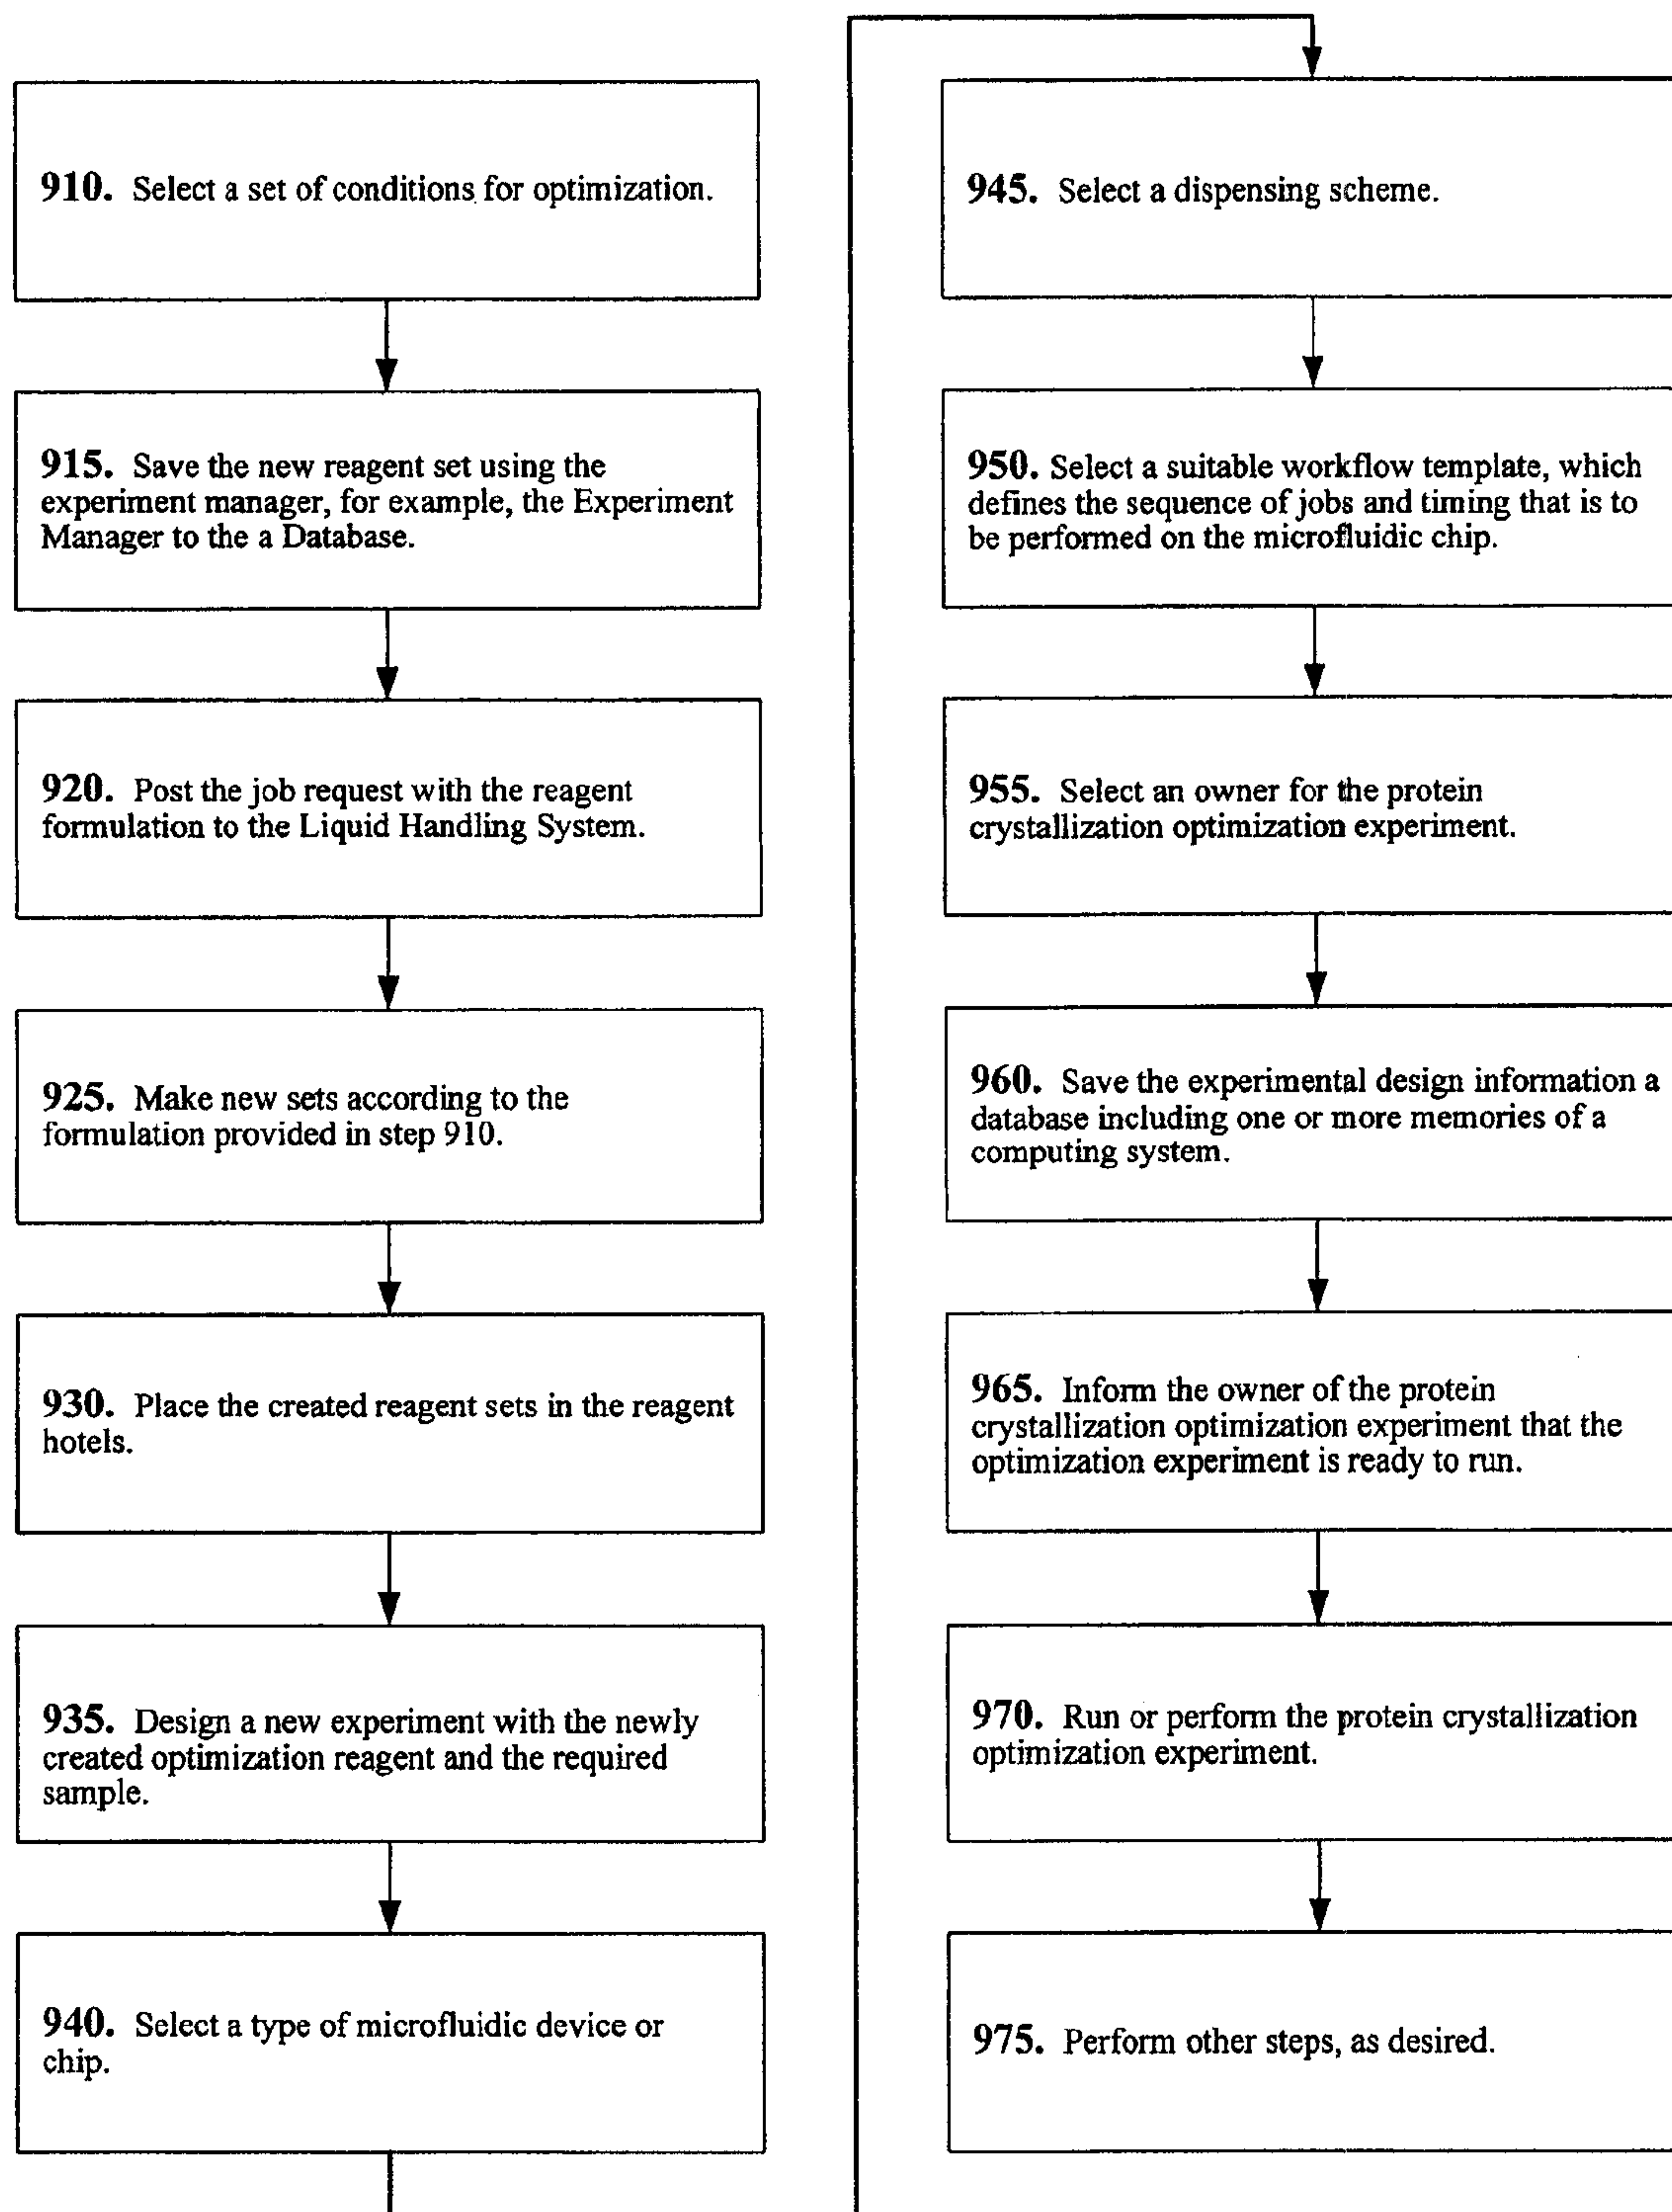 910. Select a set of conditions for optimization.
915. Save the new reagent set using the
experiment manager, for example, the Experiment
Manager to the a Database.
920. Post the job request with the reagent
formulation to the Liquid Handling System.
925. Make new sets according to the
formulation provided in step 910.
930. Place the created reagent sets in the reagent
hotels.
935. Design a new experiment with the newly
created optimization reagent and the required
sample.
940. Select a type of microfluidic device or
chip.
945. Select a dispensing scheme.
950. Select a suitable workflow template, which
defines the sequence of jobs and timing that is to
be performed on the microfluidic chip.
955. Select an owner for the protein
crystallization optimization experiment.
960. Save the experimental design information a
database including one or more memories of a
computing system.
965. Inform the owner of the protein
crystallization optimization experiment that the
optimization experiment is ready to run.
970. Run or perform the protein crystallization
optimization experiment.
975. Perform other steps, as desired.